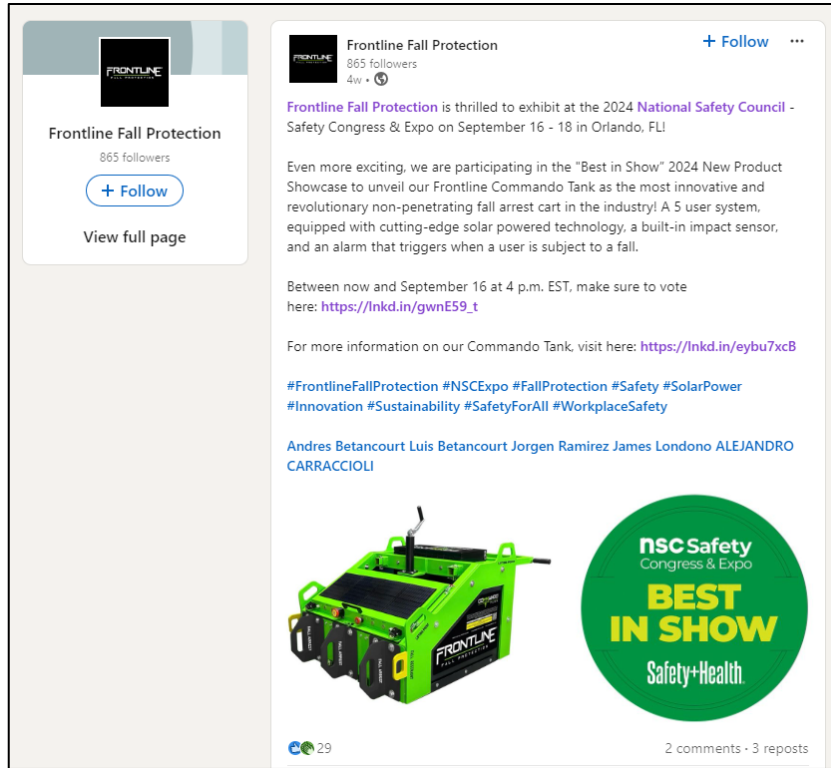 FRONTLINE
FALL PROTECTION
Frontline Fall Protection
865 followers
+ Follow
View full page
FRONTLINE
Frontline Fall Protection
865 followers
4w •
+ Follow
Frontline Fall Protection is thrilled to exhibit at the 2024 National Safety Council -
Safety Congress & Expo on September 16 - 18 in Orlando, FL!
Even more exciting, we are participating in the "Best in Show" 2024 New Product
Showcase to unveil our Frontline Commando Tank as the most innovative and
revolutionary non-penetrating fall arrest cart in the industry! A 5 user system,
equipped with cutting-edge solar powered technology, a built-in impact sensor,
and an alarm that triggers when a user is subject to a fall.
Between now and September 16 at 4 p.m. EST, make sure to vote
here: https://lnkd.in/gwnE59_t
For more information on our Commando Tank, visit here: https://lnkd.in/eybu7xcB
#FrontlineFallProtection #NSCExpo #FallProtection #Safety #SolarPower
#Innovation #Sustainability #SafetyForAll #WorkplaceSafety
Andres Betancourt Luis Betancourt Jorgen Ramirez James Londono ALEJANDRO
CARRACCIOLI
FRONTLINE
FALL PROTECTION
nsc Safety
Congress & Expo
BEST
IN SHOW
Safety+Health
29
2 comments · 3 reposts